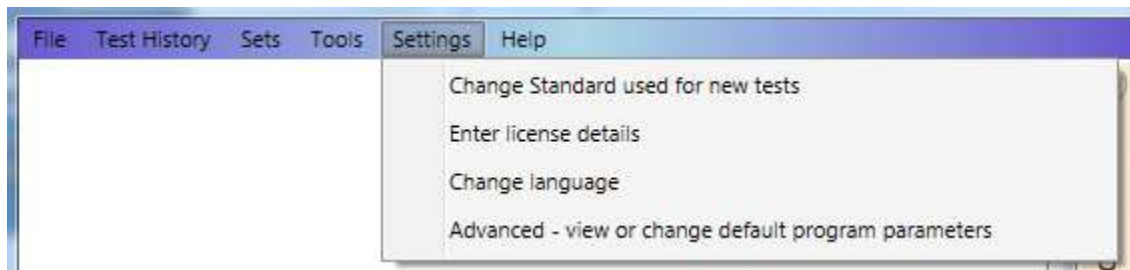 File Test History Sets Tools Settings Help
Change Standard used for new tests
Enter license details
Change language
Advanced - view or change default program parameters